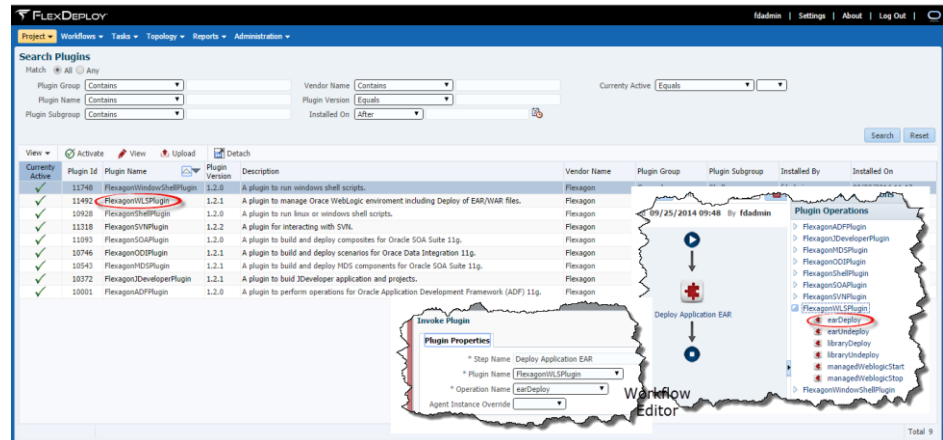 FLEXDEPLOY
fdadmin | Settings | About | Log Out |
Project Workflows Tasks Topology Reports Administration
Search Plugins
Match All Any
Plugin Group Contains Vendor Name Contains Currenty Active Equals
Plugin Name Contains Plugin Version Equals
Plugin Subgroup Contains Installed On After
Search Reset
View Activate View Upload Detach
Currenty Active Plugin Id Plugin Name Plugin Version Description Vendor Name Plugin Group Plugin Subgroup Installed By Installed On
11748 FlexagonWindowShellPlugin 1.2.0 A plugin to run windows shell scripts. Flexagon
11492 FlexagonWLSPlugin 1.2.1 A plugin to manage Orace WebLogic enviroment including Deploy of EAR/WAR files. Flexagon
10928 FlexagonShellPlugin 1.2.0 A plugin to run linux or windows shell scripts. Flexagon
11318 FlexagonSVNPlugin 1.2.2 A plugin for interacting with SVN. Flexagon
11093 FlexagonSOAPlugin 1.2.0 A plugin to build and deploy composites for Oracle SOA Suite 11g. Flexagon
10746 FlexagonODIPlugin 1.2.1 A plugin to build and deploy scenarios for Oracle Data Integration 11g. Flexagon
10543 FlexagonMDSPlugin 1.2.1 A plugin to build and deploy MDS components for Oracle SOA Suite 11g. Flexagon
10372 FlexagonJDeveloperPlugin 1.2.1 A plugin to build JDeveloper application and projects. Flexagon
10001 FlexagonADFPlugin 1.2.0 A plugin to perform operations for Oracle Application Development Framework (ADF) 11g. Flexagon
09/25/2014 09:48 By fdadmin
Deploy Application EAR
Plugin Operations
FlexagonADFPlugin
FlexagonJDeveloperPlugin
FlexagonMDSPlugin
FlexagonODIPlugin
FlexagonShellPlugin
FlexagonSOAPlugin
FlexagonSVNPlugin
FlexagonWLSPlugin
earDeploy
earUndeploy
libraryDeploy
libraryUndeploy
managedWeblogicStart
managedWeblogicStop
FlexagonWindowShellPlugin
Invoke Plugin
Plugin Properties
* Step Name Deploy Application EAR
* Plugin Name FlexagonWLSPlugin
* Operation Name earDeploy
Agent Instance Override
Workflow
Editor
Total 9